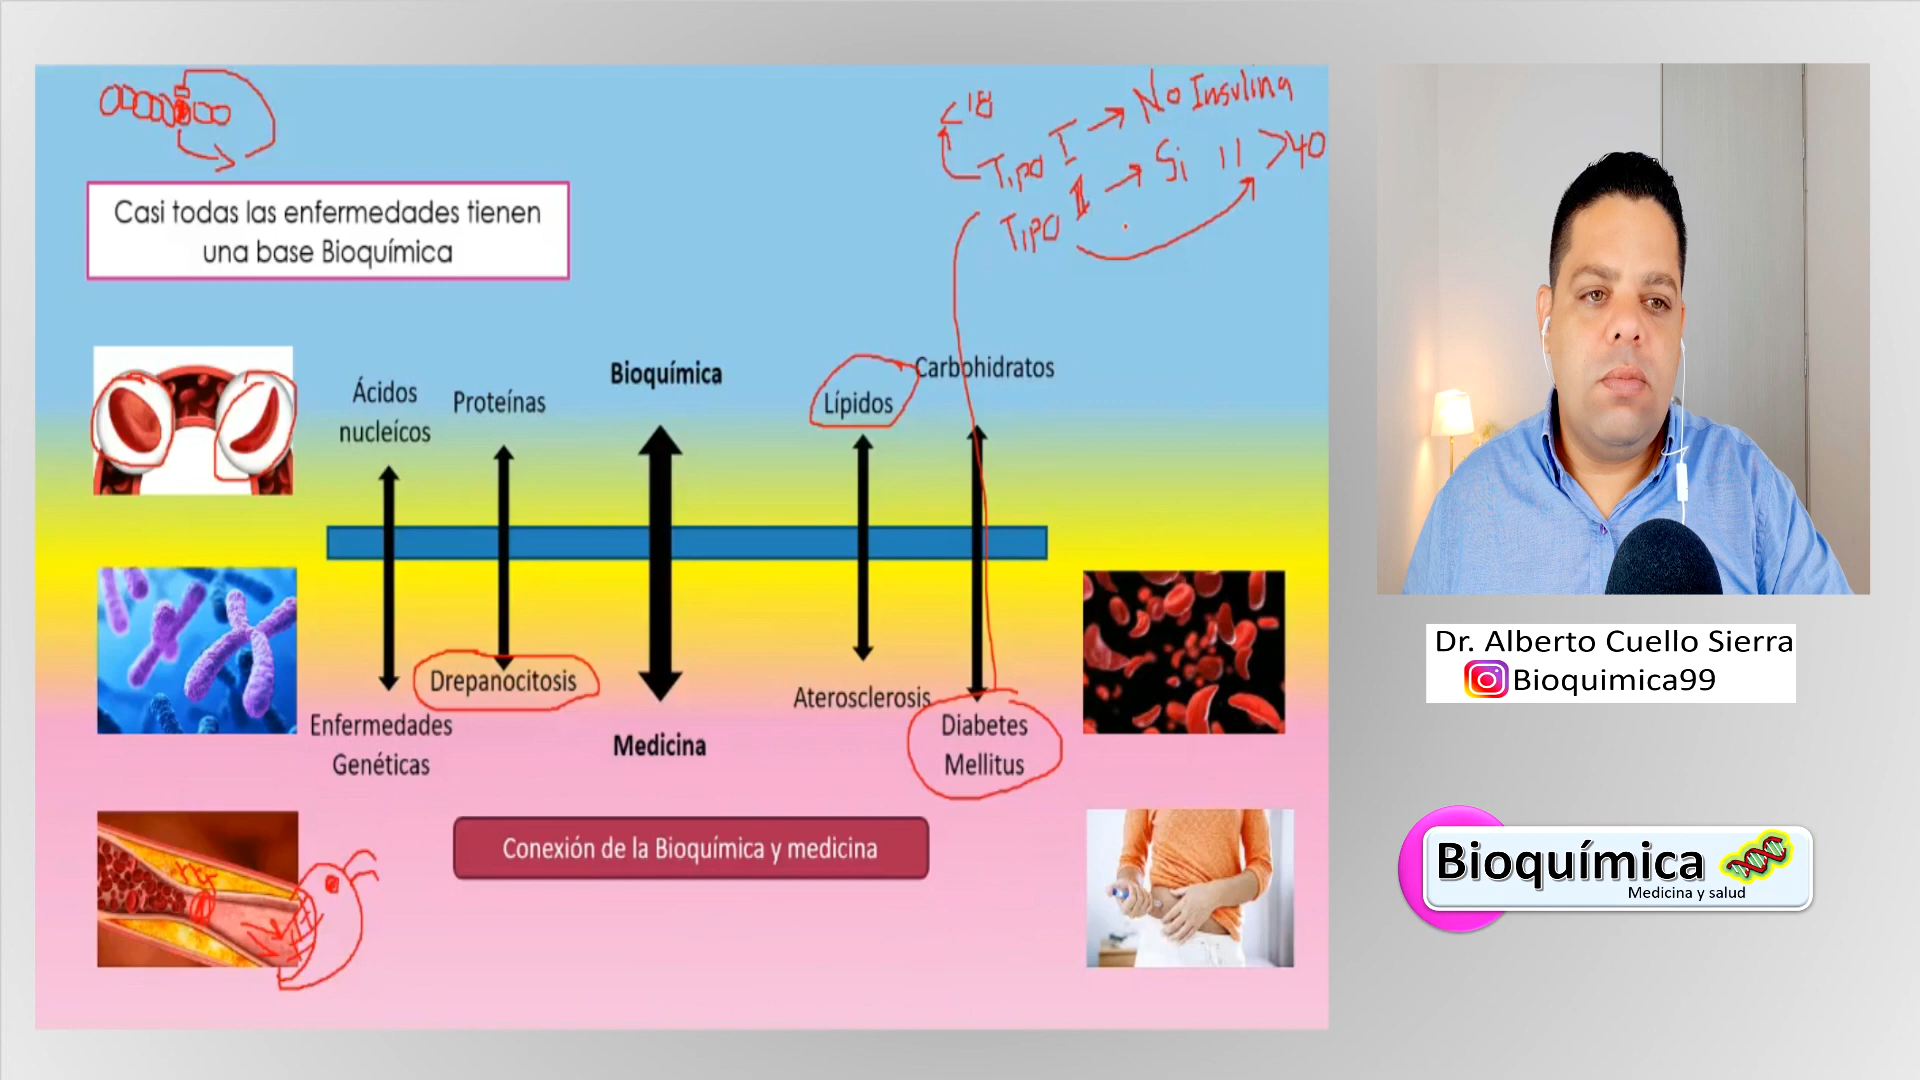 <18
Tipo I → No Insulina
Tipo II → Si 11 >40
Casi todas las enfermedades tienen
una base Bioquímica
Ácidos
nucleícos
Proteínas
Bioquímica
Lípidos
Carbohidratos
Enfermedades
Genéticas
Drepanocitosis
Medicina
Aterosclerosis
Diabetes
Mellitus
Conexión de la Bioquímica y medicina
Dr. Alberto Cuello Sierra
Bioquimica99
Bioquímica
Medicina y salud